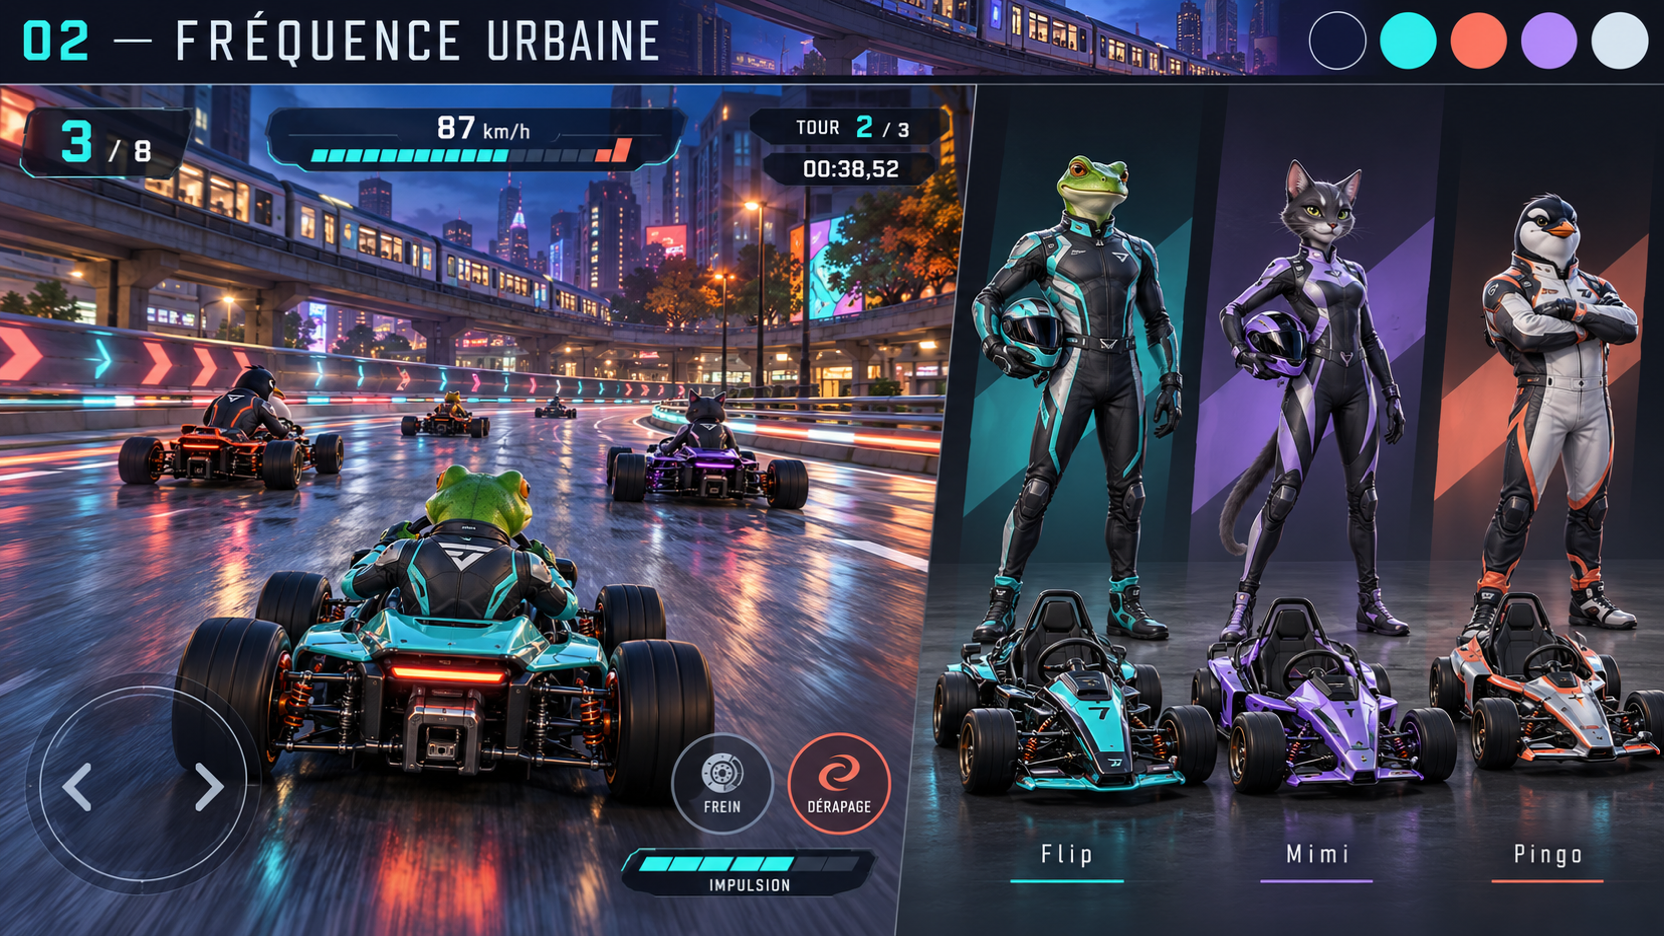 02 — FRÉQUENCE URBAINE
3 / 8
87 km/h
TOUR 2 / 3
00:38,52
FREIN
DÉRAPAGE
IMPULSION
7
Flip
Mimi
Pingo